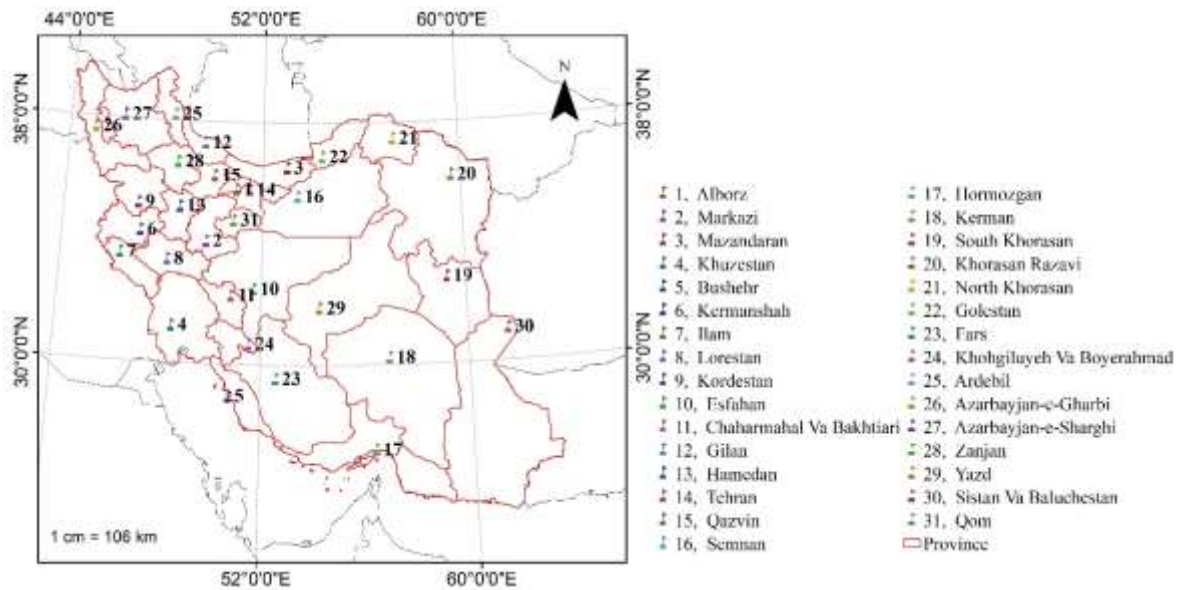 44°0'0"E 52°0'0"E 60°0'0"E
38°0'0"N
38°0'0"N
30°0'0"N
30°0'0"N
N
27
25
26
12
28
15
3
22
21
20
1
14
16
9
13
31
6
2
7
8
10
11
19
29
30
4
24
18
23
25
17
1 cm = 106 km
52°0'0"E 60°0'0"E
1, Alborz
2, Markazi
3, Mazandaran
4, Khuzestan
5, Bushehr
6, Kermanshah
7, Ilam
8, Lorestan
9, Kordestan
10, Esfahan
11, Chaharmahal Va Bakhtiari
12, Gilan
13, Hamedan
14, Tehran
15, Qazvin
16, Semnan
17, Hormozgan
18, Kerman
19, South Khorasan
20, Khorasan Razavi
21, North Khorasan
22, Golestan
23, Fars
24, Khohgiluyeh Va Boyerahmad
25, Ardebil
26, Azarbayjan-e-Gharbi
27, Azarbayjan-e-Sharghi
28, Zanjan
29, Yazd
30, Sistan Va Baluchestan
31, Qom
Province